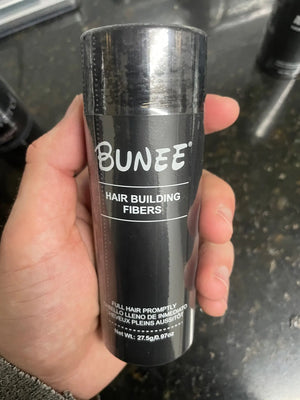 BUNEE®
HAIR BUILDING
FIBERS
FULL HAIR PROMPTLY
CABELLO LLENO DE INMEDIATO
CHEVEUX PLEINS AUSSITÔT
Net Wt.: 27.5g/0.97oz